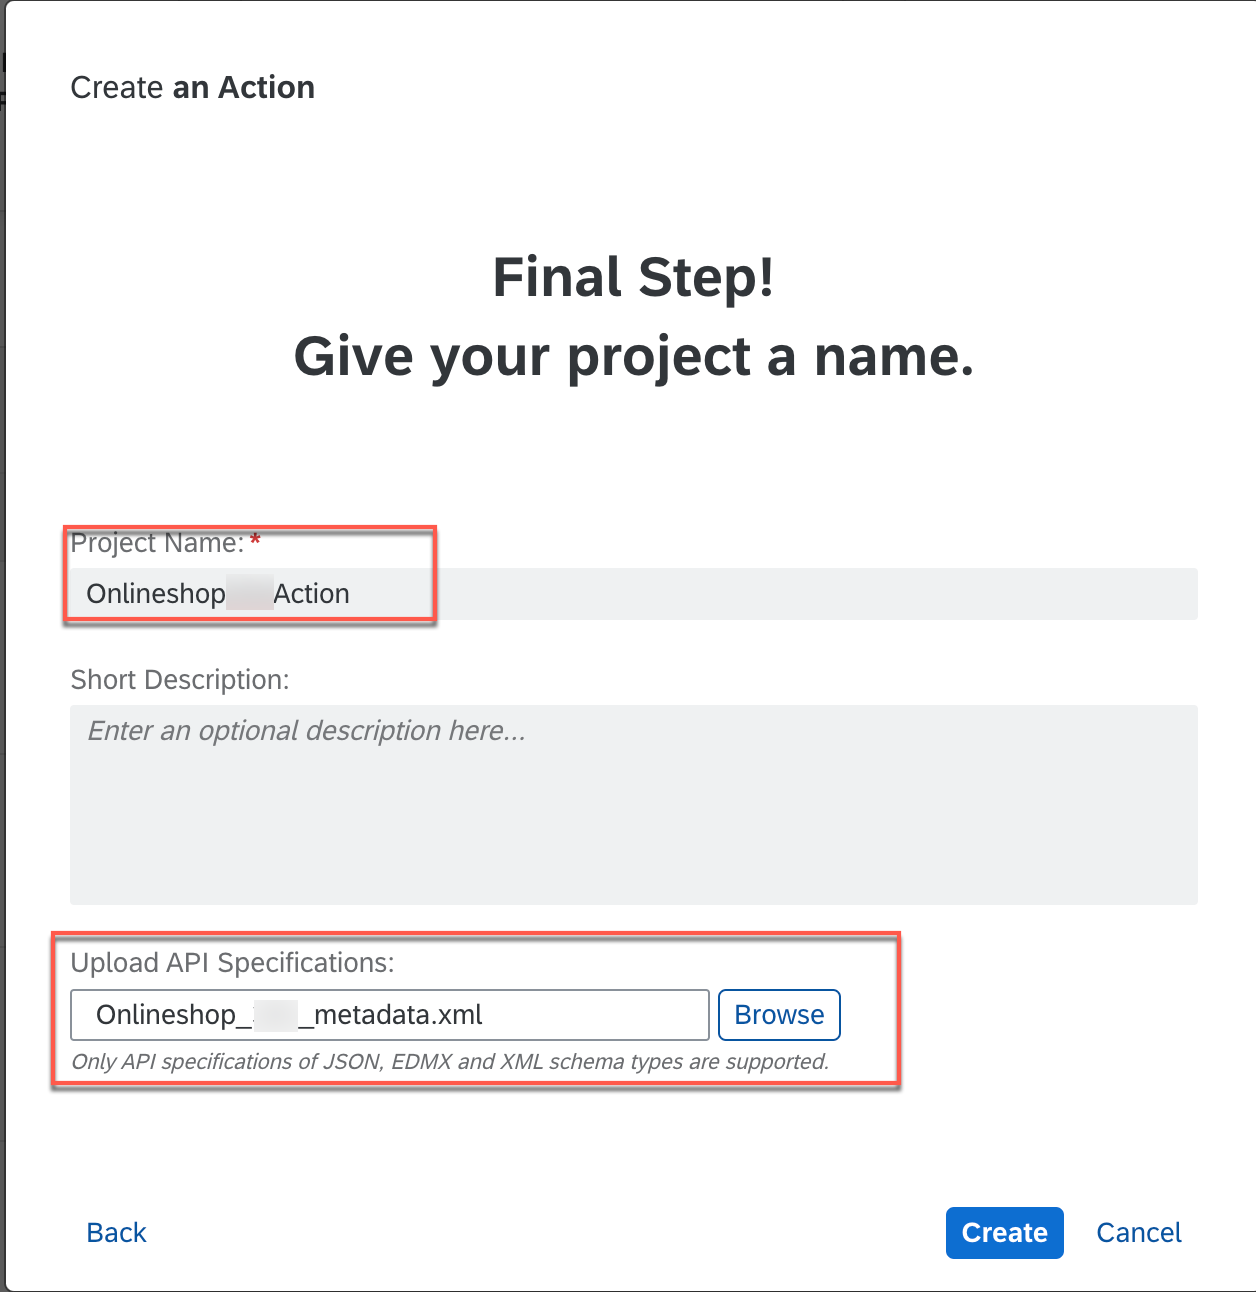 Create an Action
Final Step!
Give your project a name.
Project Name: *
Onlineshop Action
Short Description:
Enter an optional description here...
Upload API Specifications:
Onlineshop_ _metadata.xml
Browse
Only API specifications of JSON, EDMX and XML schema types are supported.
Back
Create
Cancel